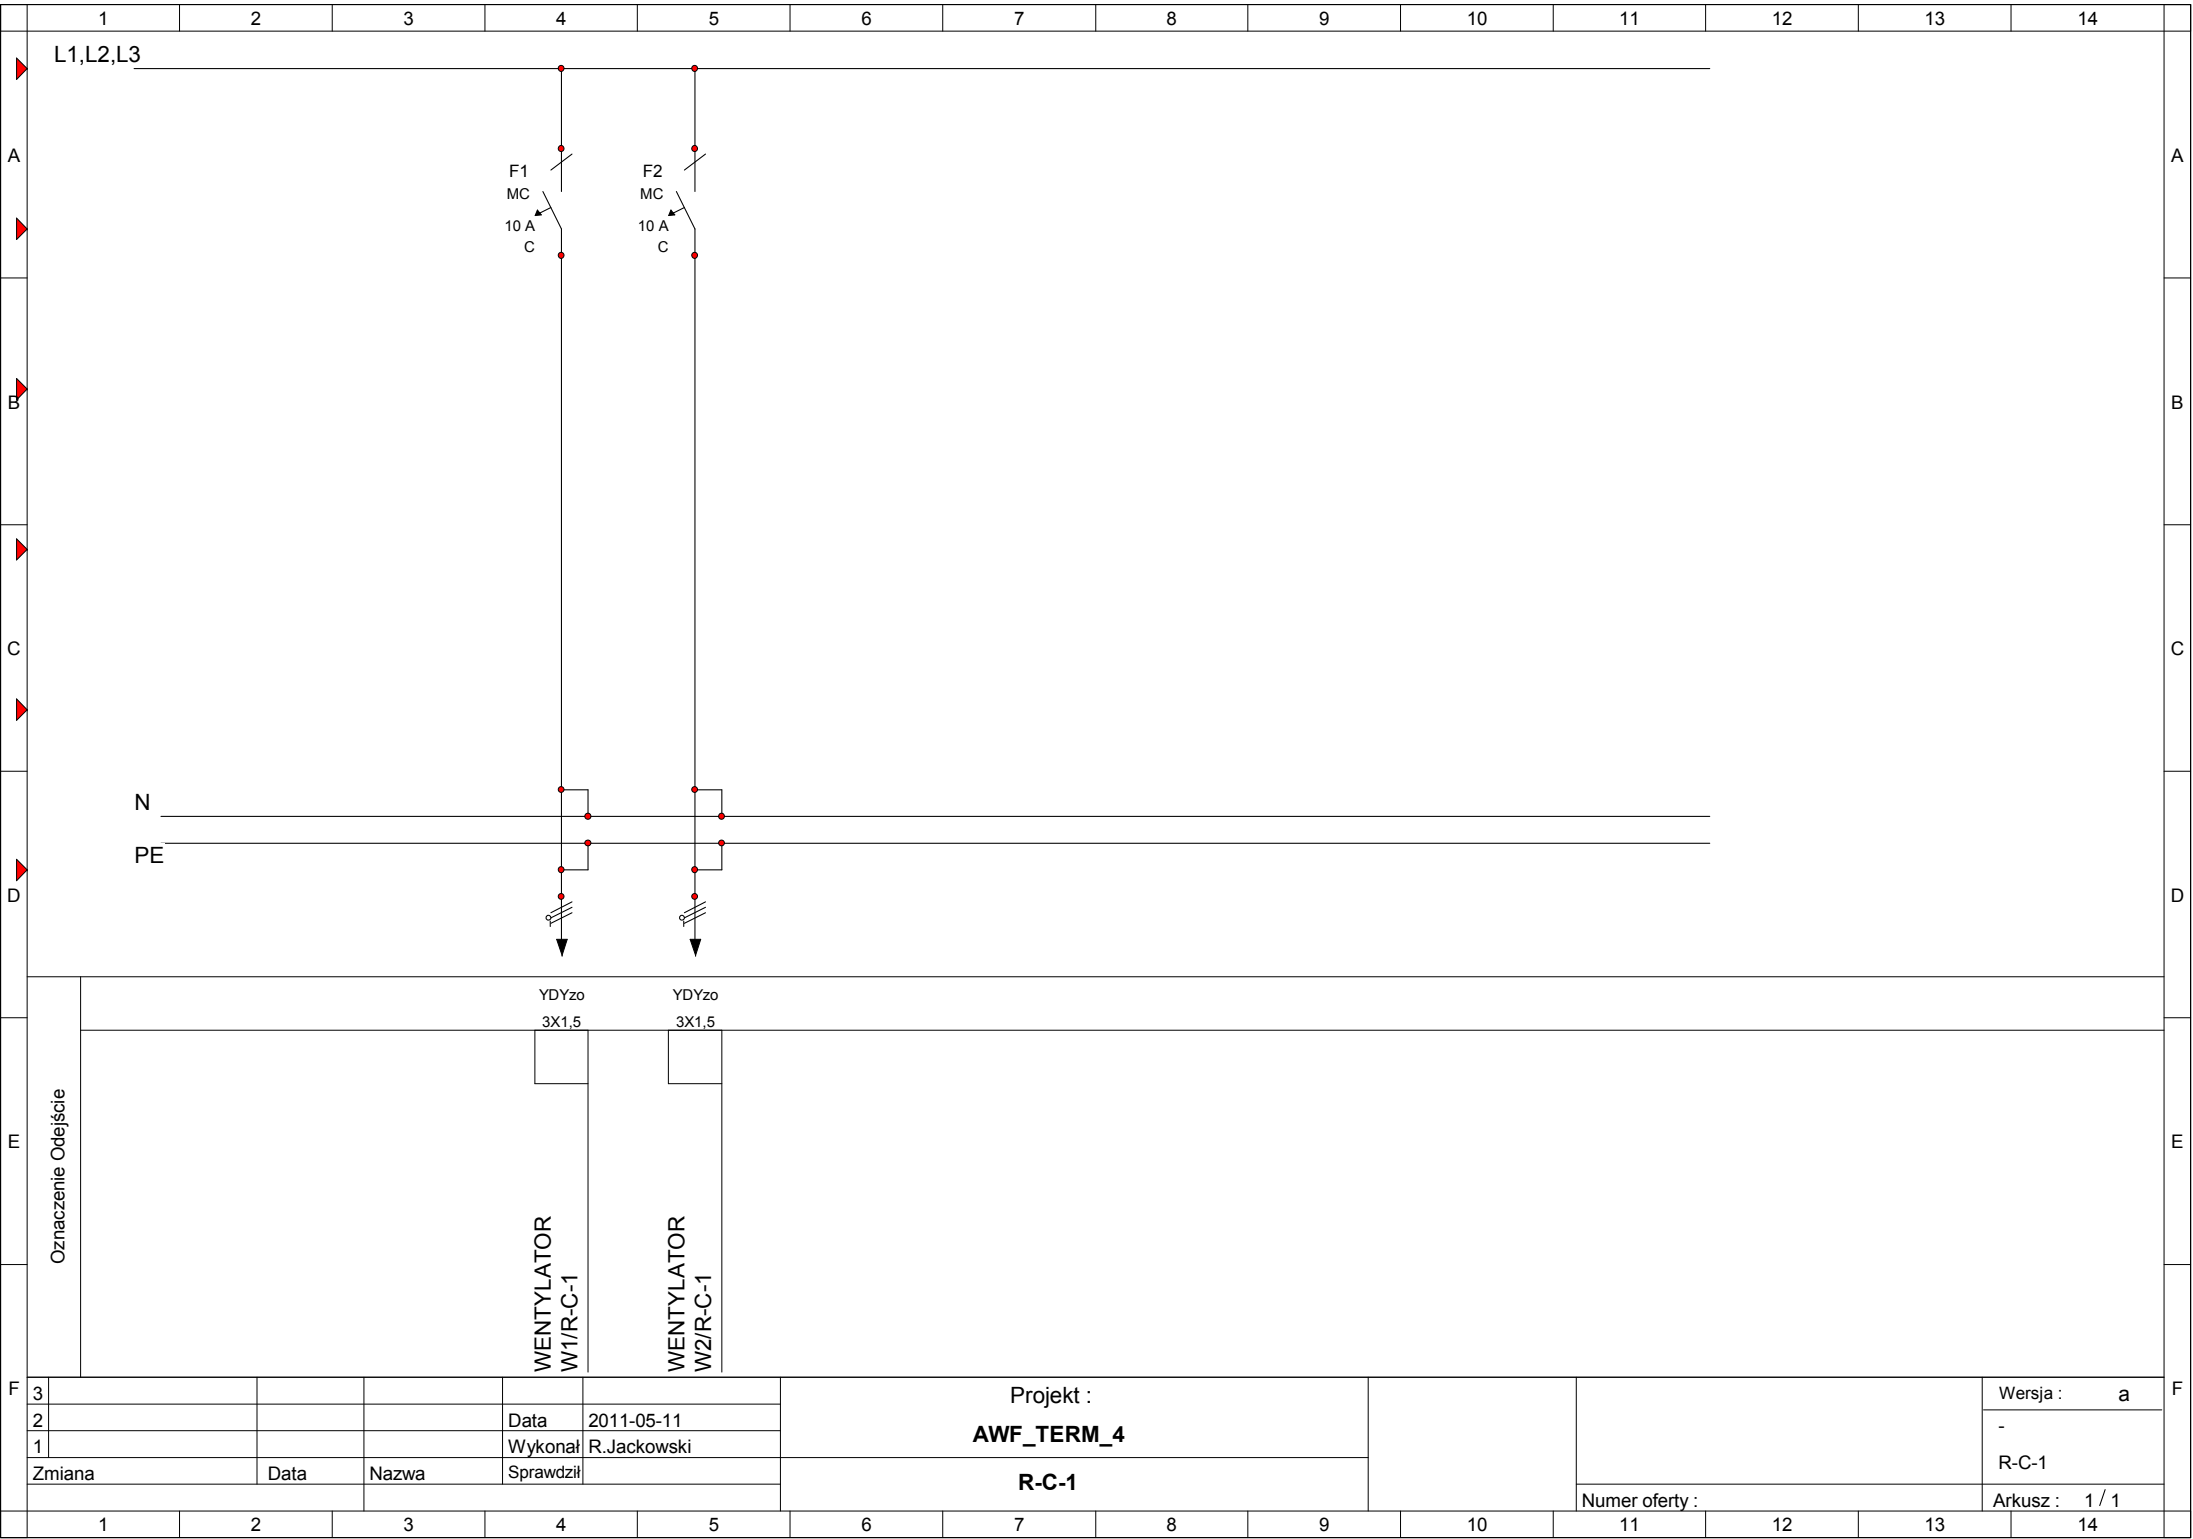 1 2 3 4 5 6 7 8 9 10 11 12 13 14
L1,L2,L3
A A
F1 F2
MC MC
10 A 10 A
C C
B B
C C
N
PE
D D
YDYzo YDYzo
3X1,5 3X1,5
Oznaczenie Odejście
E E
WENTYLATOR
W1/R-C-1
WENTYLATOR
W2/R-C-1
F F
3 Projekt : Wersja : a
2 Data 2011-05-11 AWF_TERM_4 -
1 Wykonał R.Jackowski
Zmiana Data Nazwa Sprawdził R-C-1 R-C-1
Numer oferty : Arkusz : 1 / 1
1 2 3 4 5 6 7 8 9 10 11 12 13 14